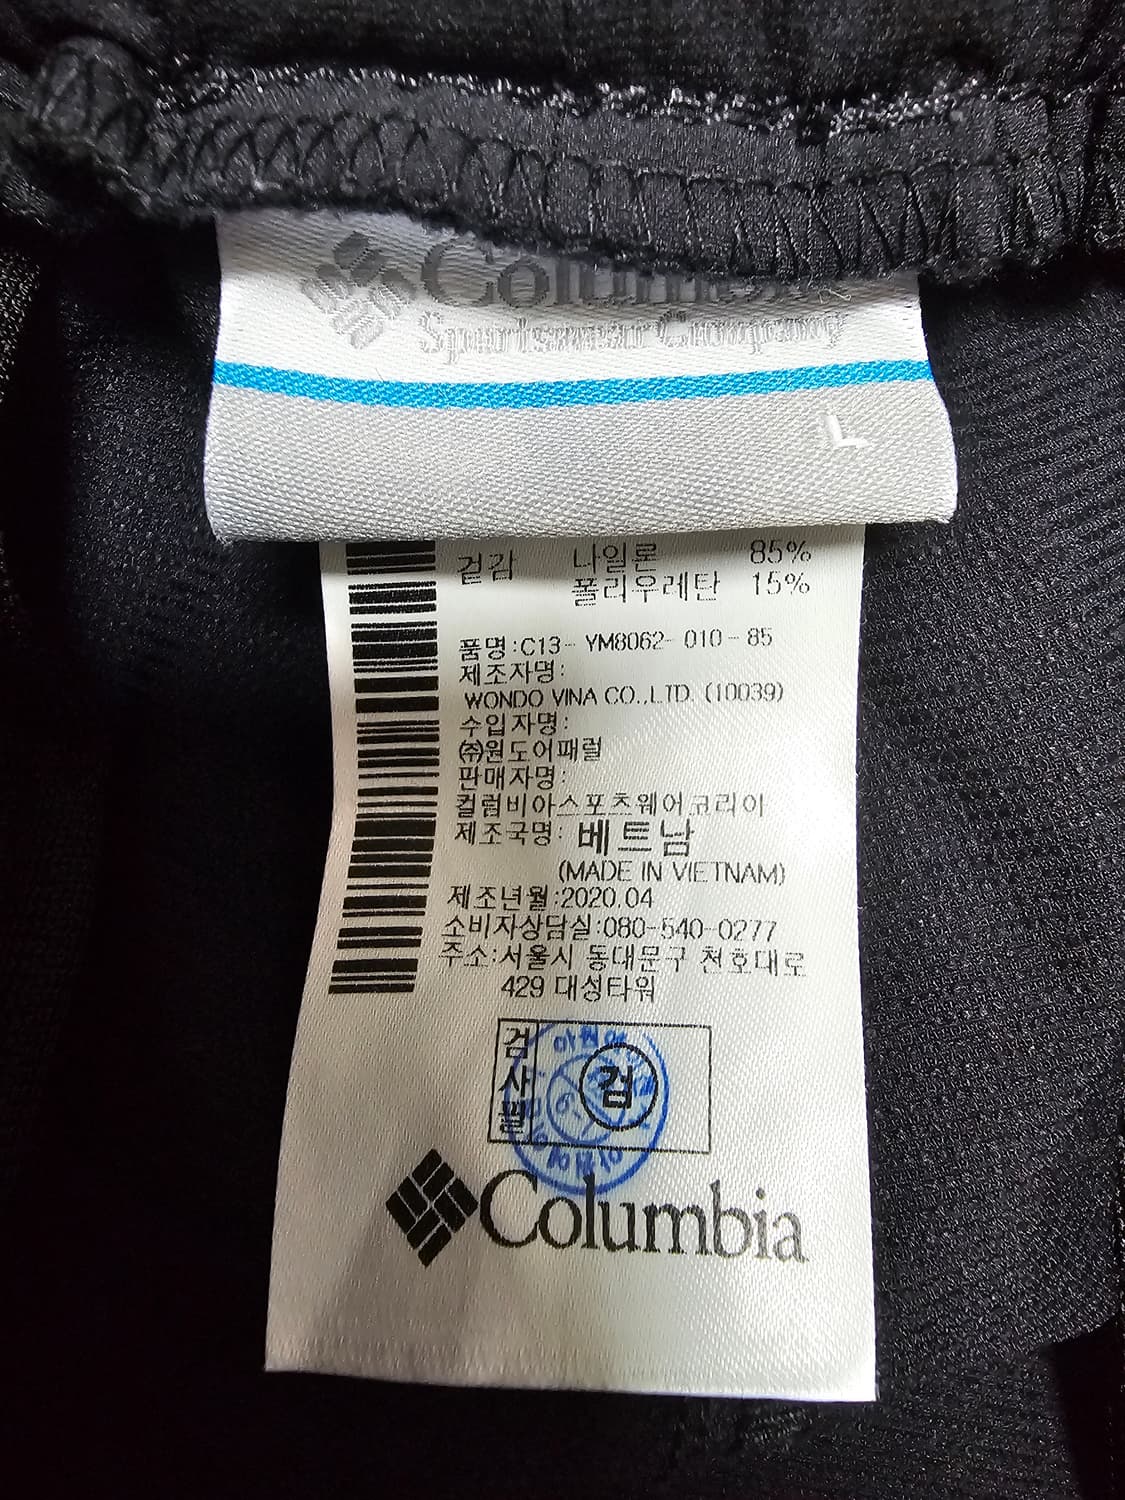 Columbia
Sportswear Company
L
겉감 나일론 85%
폴리우레탄 15%
품명:C13- YM8062- 010 - 85
제조자명:
WONDO VINA CO.,LTD. (10039)
수입자명:
㈜원도어패럴
판매자명:
컬럼비아스포츠웨어코리아
제조국명: 베트남
(MADE IN VIETNAM)
제조년월:2020.04
소비자상담실:080-540-0277
주소:서울시 동대문구 천호대로
429 대성타워
검사필 검
Columbia